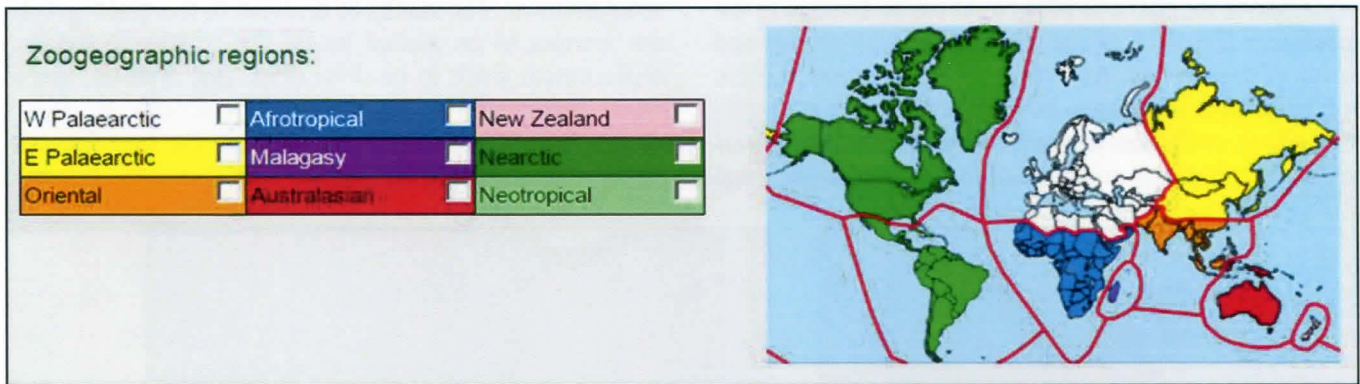 Zoogeographic regions:
W Palaearctic Afrotropical New Zealand
E Palaearctic Malagasy Nearctic
Oriental Australasian Neotropical